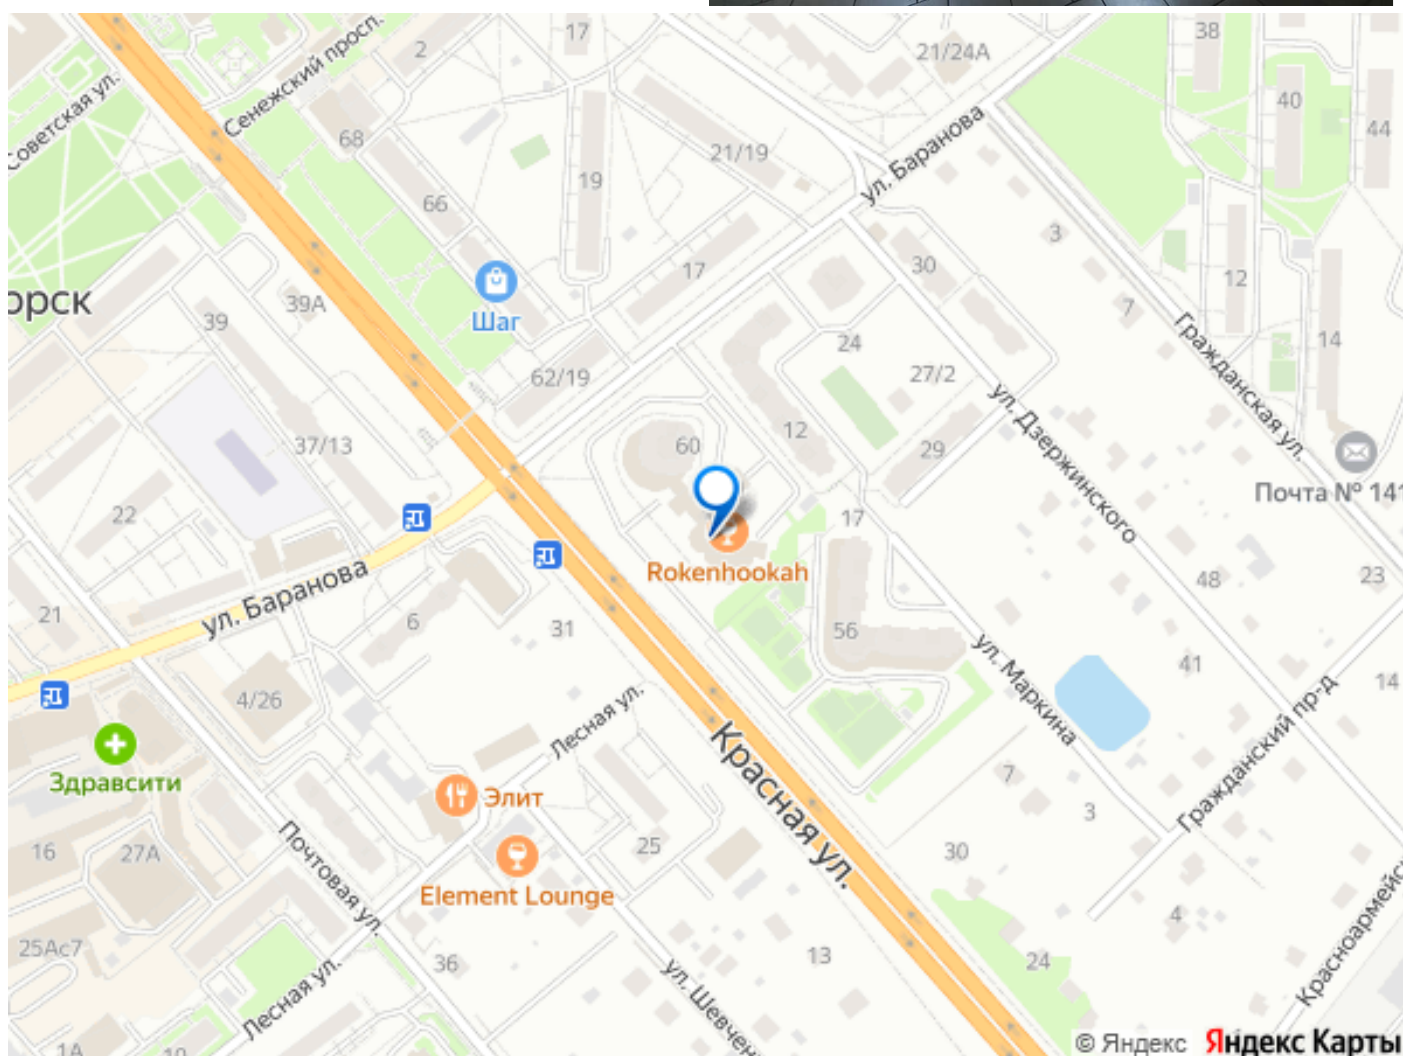 38
17
2
21/24А
Сенежский просп.
40
44
Советская ул.
68
21/19
ул. Баранова
19
66
3
30
17
12
7
39А
39
Шаг
24
Гражданская ул.
14
62/19
27/2
ул. Дзержинского
37/13
60
12
29
Почта № 141
22
17
Rokenhookah
ул. Баранова
48
23
21
6
31
56
ул. Маркина
41
14
4/26
Лесная ул.
Гражданский пр-д
Здравсити
Красная ул.
7
Элит
3
16
27А
Почтовая ул.
25
30
Element Lounge
4
25Ас7
36
13
24
Лесная ул.
ул. Шевчен
Красноармейс
1А
10
© Яндекс Яндекс Карты